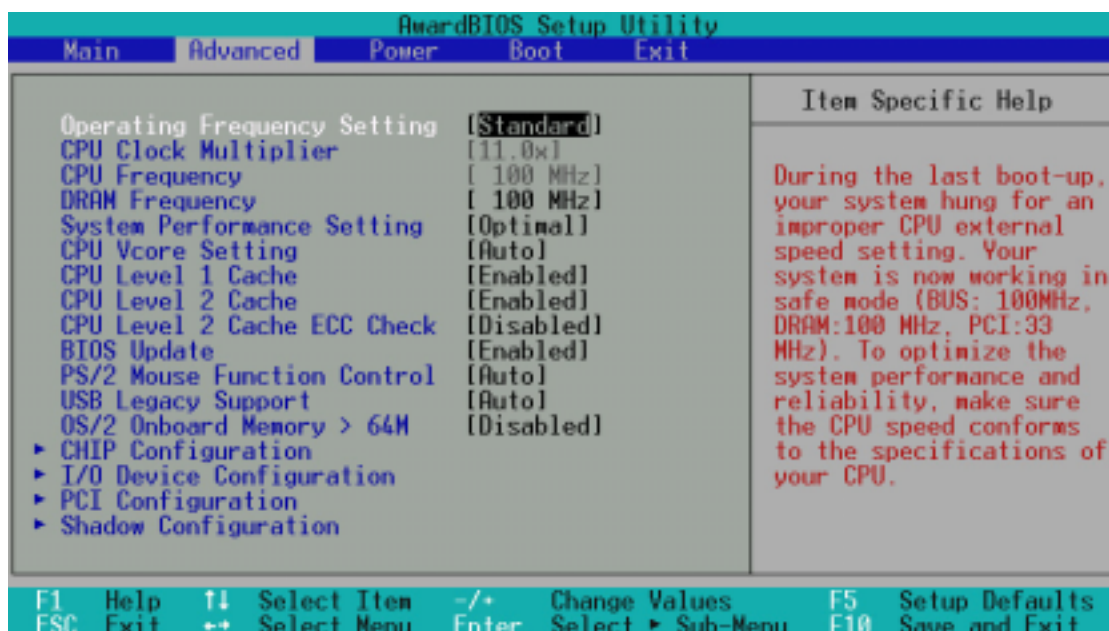 AwardBIOS Setup Utility
Main Advanced Power Boot Exit
Operating Frequency Setting [Standard]
CPU Clock Multiplier [11.0x]
CPU Frequency [ 100 MHz]
DRAM Frequency [ 100 MHz]
System Performance Setting [Optimal]
CPU Vcore Setting [Auto]
CPU Level 1 Cache [Enabled]
CPU Level 2 Cache [Enabled]
CPU Level 2 Cache ECC Check [Disabled]
BIOS Update [Enabled]
PS/2 Mouse Function Control [Auto]
USB Legacy Support [Auto]
OS/2 Onboard Memory > 64M [Disabled]
▸ CHIP Configuration
▸ I/O Device Configuration
▸ PCI Configuration
▸ Shadow Configuration
Item Specific Help
During the last boot-up,
your system hung for an
improper CPU external
speed setting. Your
system is now working in
safe mode (BUS: 100MHz,
DRAM:100 MHz, PCI:33
MHz). To optimize the
system performance and
reliability, make sure
the CPU speed conforms
to the specifications of
your CPU.
F1 Help ↑↓ Select Item -/+ Change Values F5 Setup Defaults
ESC Exit ←→ Select Menu Enter Select ▸ Sub-Menu F10 Save and Exit